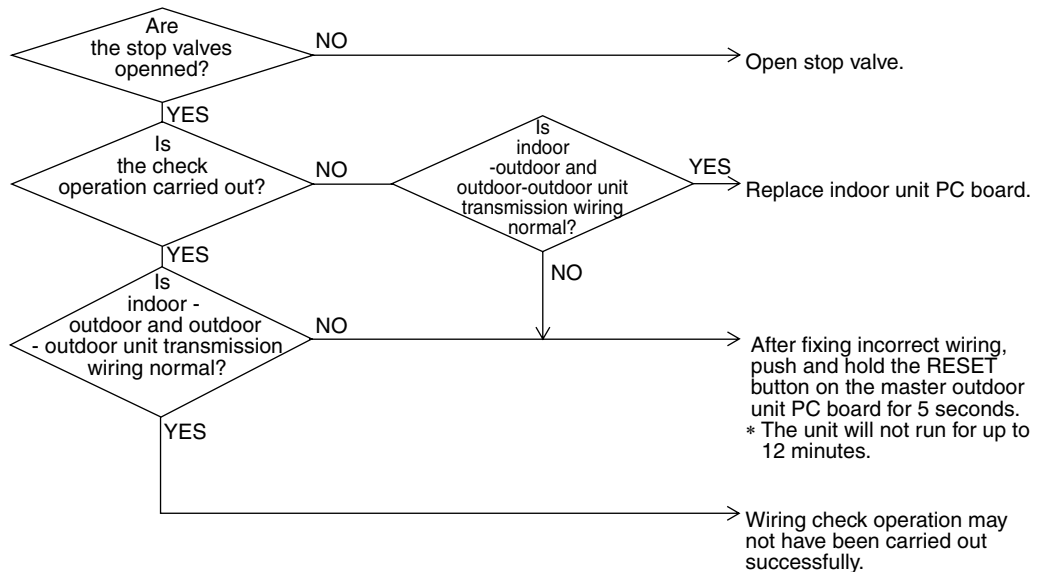 Are
the stop valves
openned?
NO
Open stop valve.
YES
Is
the check
operation carried out?
NO
Is
indoor
-outdoor and
outdoor-outdoor unit
transmission wiring
normal?
YES
Replace indoor unit PC board.
YES
NO
Is
indoor -
outdoor and outdoor
- outdoor unit transmission
wiring normal?
NO
After fixing incorrect wiring,
push and hold the RESET
button on the master outdoor
unit PC board for 5 seconds.
* The unit will not run for up to
12 minutes.
YES
Wiring check operation may
not have been carried out
successfully.